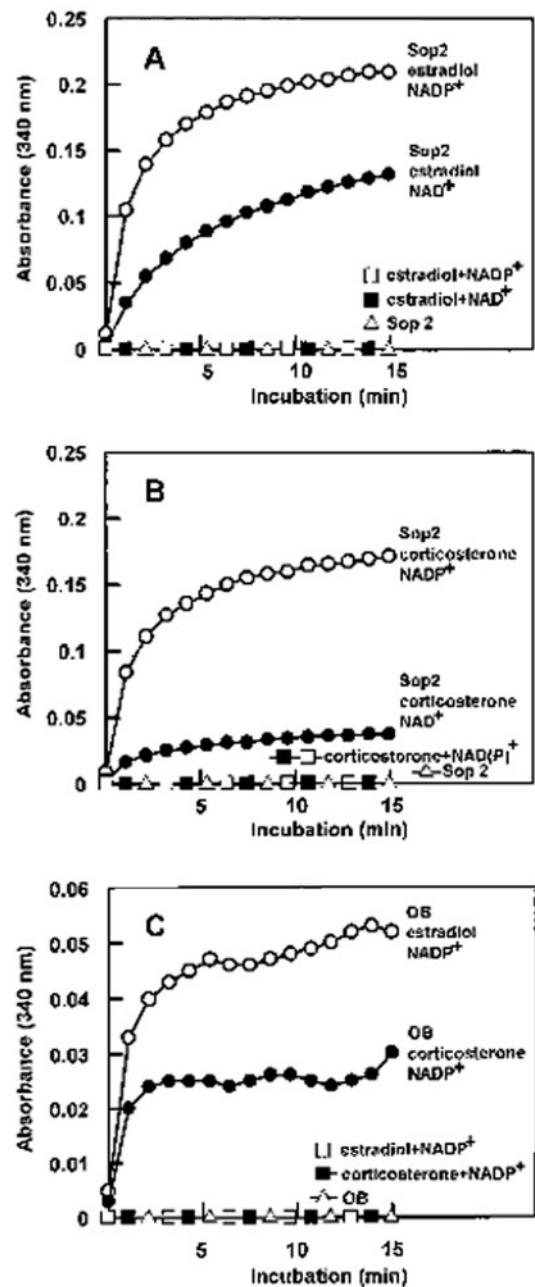 A
0.25
0.2
0.15
0.1
0.05
0
Absorbance (340 nm)
Sop2
estradiol
NADP+
Sop2
estradiol
NAD+
estradiol+NADP+
estradiol+NAD+
Sop 2
5
10
15
Incubation (min)
B
0.25
0.2
0.15
0.1
0.05
0
Absorbance (340 nm)
Sop2
corticosterone
NADP+
Sop2
corticosterone
NAD+
corticosterone+NAD(P)+
Sop 2
5
10
15
Incubation (min)
C
0.06
0.05
0.04
0.03
0.02
0.01
0
Absorbance (340 nm)
OB
estradiol
NADP+
OB
corticosterone
NADP+
estradiol+NADP+
corticosterone+NADP+
OB
5
10
15
Incubation (min)